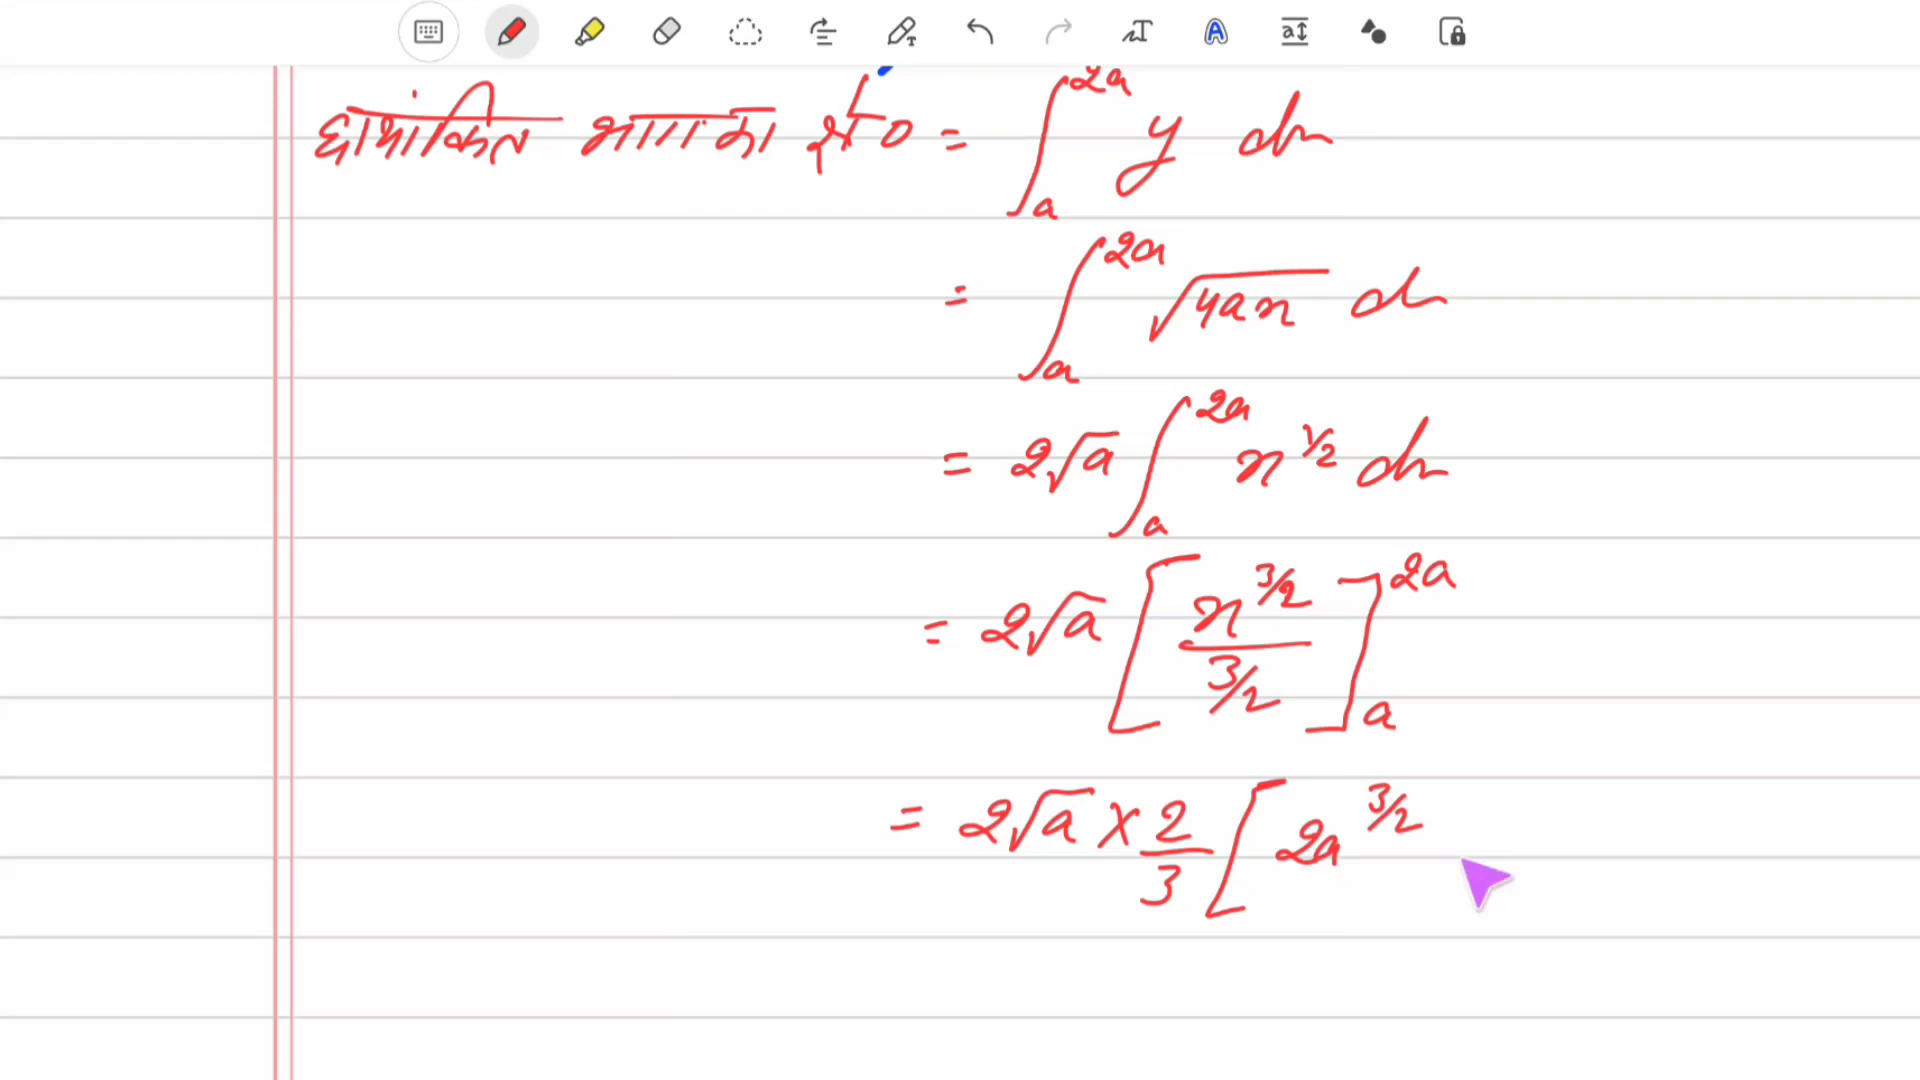 छायांकित भाग का क्षे० = ∫ₐ²ᵃ y dx
= ∫ₐ²ᵃ √4ax dx
= 2√a ∫ₐ²ᵃ x^1/2 dx
= 2√a [x^3/2 / 3/2]ₐ²ᵃ
= 2√a × 2/3 [2a^3/2